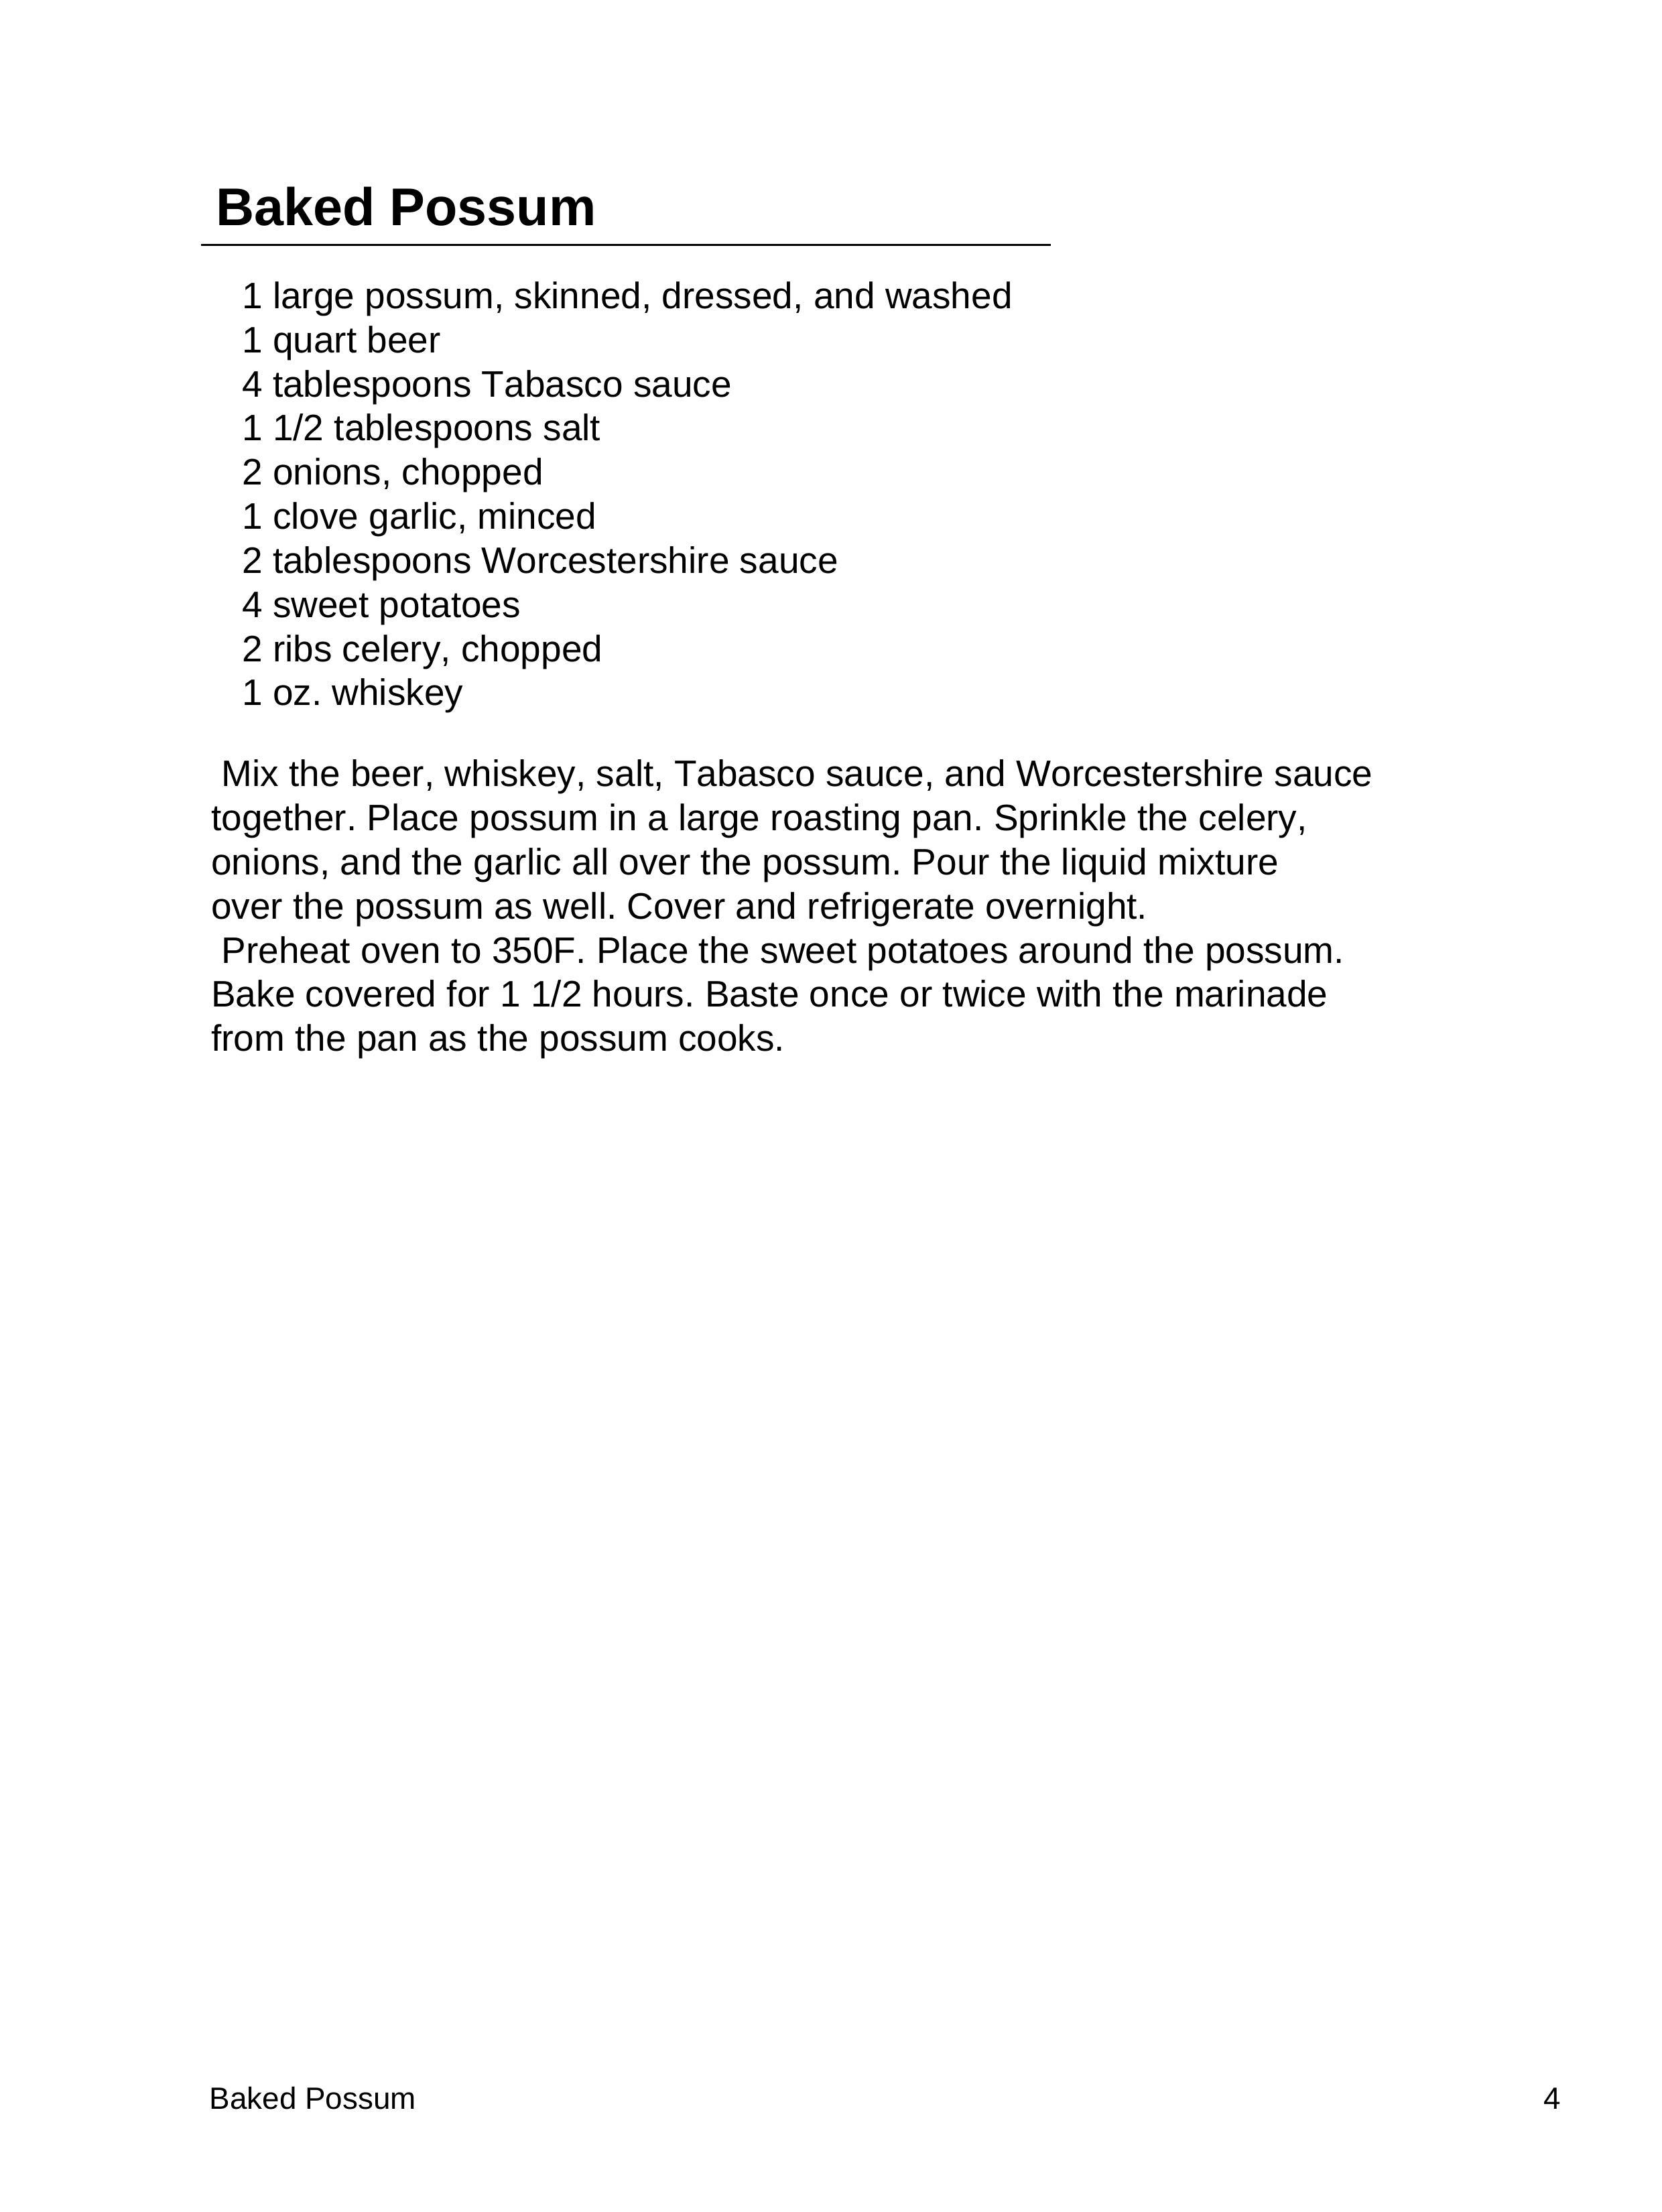 Baked Possum
1 large possum, skinned, dressed, and washed
1 quart beer
4 tablespoons Tabasco sauce
1 1/2 tablespoons salt
2 onions, chopped
1 clove garlic, minced
2 tablespoons Worcestershire sauce
4 sweet potatoes
2 ribs celery, chopped
1 oz. whiskey
Mix the beer, whiskey, salt, Tabasco sauce, and Worcestershire sauce
together. Place possum in a large roasting pan. Sprinkle the celery,
onions, and the garlic all over the possum. Pour the liquid mixture
over the possum as well. Cover and refrigerate overnight.
Preheat oven to 350F. Place the sweet potatoes around the possum.
Bake covered for 1 1/2 hours. Baste once or twice with the marinade
from the pan as the possum cooks.
Baked Possum 4